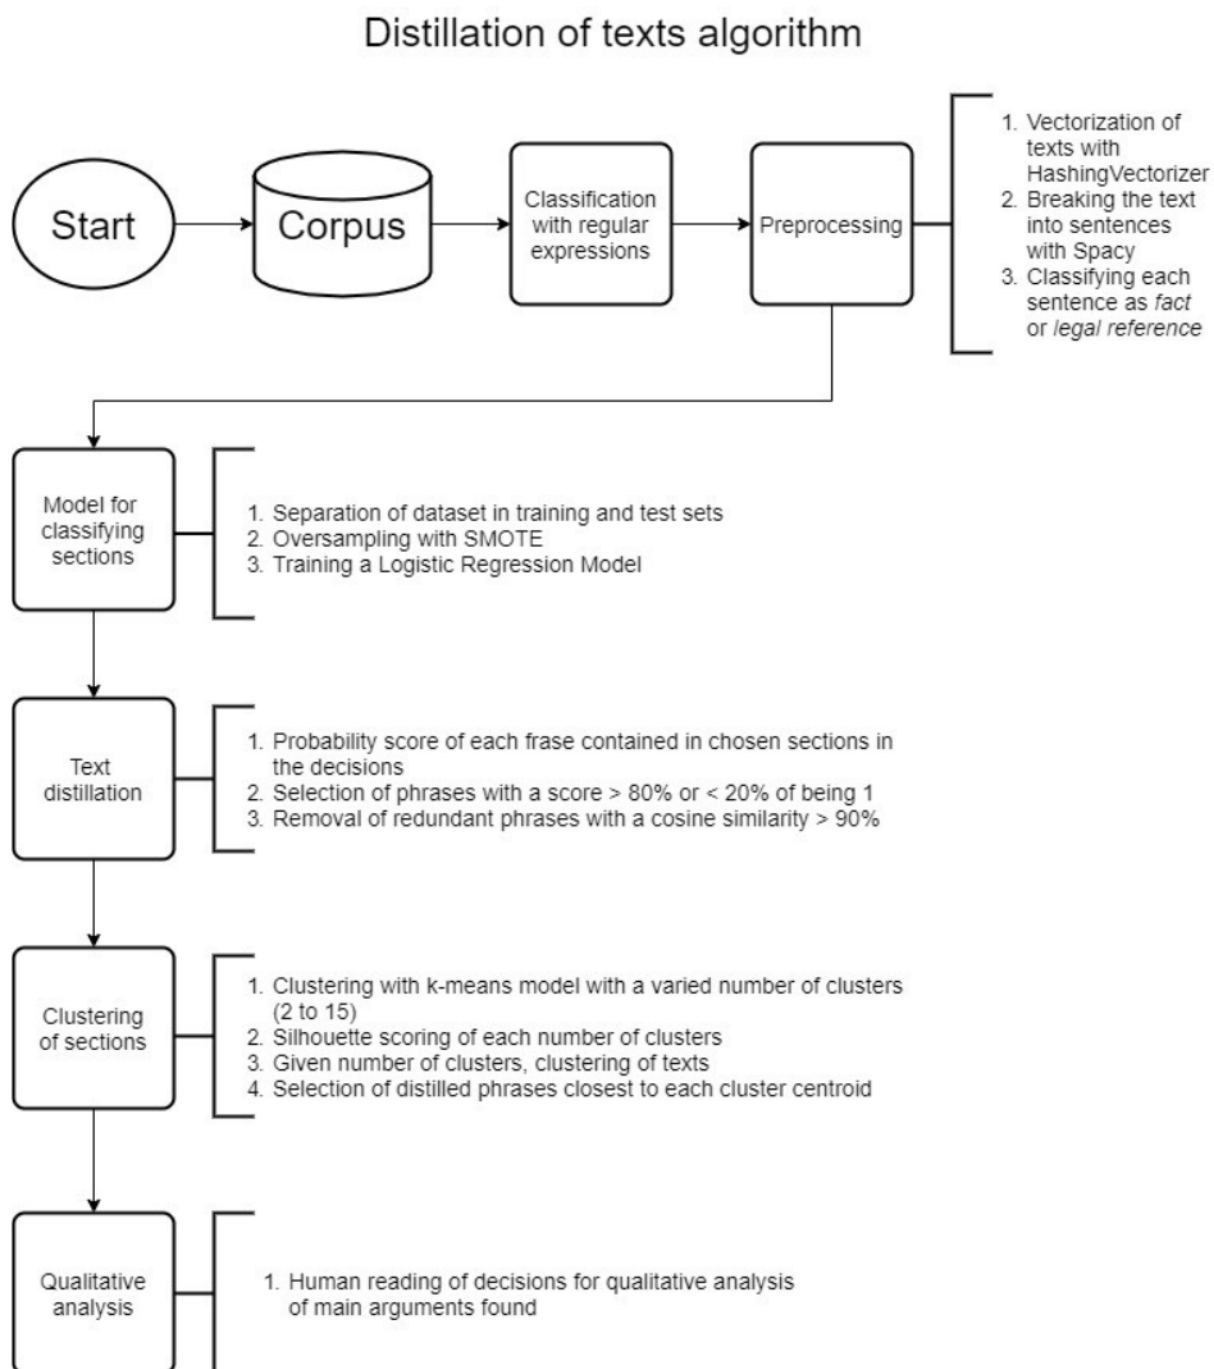 Distillation of texts algorithm
Start
Corpus
Classification
with regular
expressions
Preprocessing
1. Vectorization of
texts with
HashingVectorizer
2. Breaking the text
into sentences
with Spacy
3. Classifying each
sentence as fact
or legal reference
Model for
classifying
sections
1. Separation of dataset in training and test sets
2. Oversampling with SMOTE
3. Training a Logistic Regression Model
Text
distillation
1. Probability score of each frase contained in chosen sections in
the decisions
2. Selection of phrases with a score > 80% or < 20% of being 1
3. Removal of redundant phrases with a cosine similarity > 90%
Clustering
of sections
1. Clustering with k-means model with a varied number of clusters
(2 to 15)
2. Silhouette scoring of each number of clusters
3. Given number of clusters, clustering of texts
4. Selection of distilled phrases closest to each cluster centroid
Qualitative
analysis
1. Human reading of decisions for qualitative analysis
of main arguments found